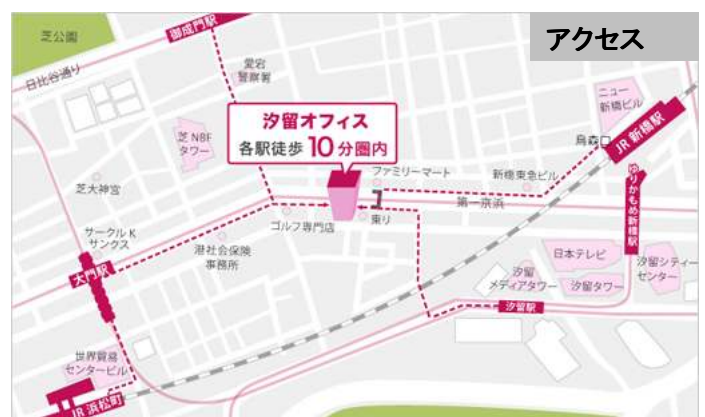 アクセス
芝公園
御成門駅
日比谷通り
愛宕
警察署
ニュー
新橋ビル
JR 新橋駅
烏森口
汐留オフィス
各駅徒歩 10 分圏内
芝 NBF
タワー
ファミリーマート
新橋東急ビル
ゆりかもめ新橋駅
芝大神宮
1
第一京浜
ゴルフ専門店
東リ
サークル K
サンクス
港社会保険
事務所
大門駅
日本テレビ
汐留シティー
センター
汐留
メディアタワー
汐留タワー
汐留駅
世界貿易
センタービル
JR 浜松町